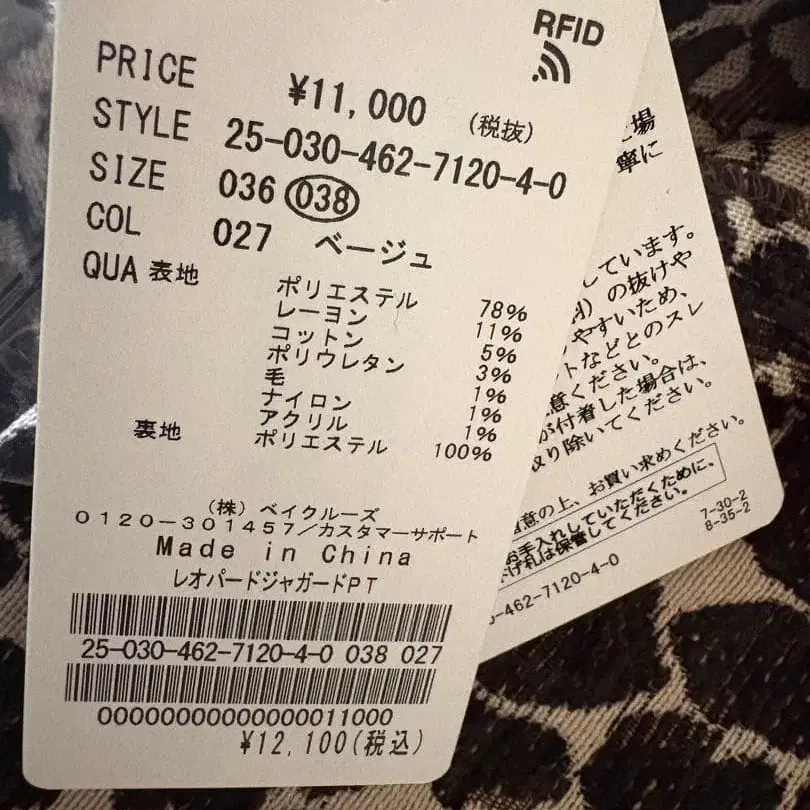 RFID
PRICE ¥11,000 (税抜)
STYLE 25-030-462-7120-4-0
SIZE 036 038
COL 027 ベージュ
QUA 表地
ポリエステル 78%
レーヨン 11%
コットン 5%
ポリウレタン 3%
毛 1%
ナイロン 1%
アクリル 1%
裏地 ポリエステル 100%
(株) ベイクルーズ
0120-301457/カスタマーサポート
Made in China
レオパードジャガードPT
25-030-462-7120-4-0 038 027
00000000000000011000
¥12,100(税込)
場
寧に
しています。
の抜けや
やすいため、
トなどとのスレ
ください。
が付着した場合は、
取り除いてください。
意の上、お買い求めください。
お手入れしていただくために、
げ札は保管してください。
7-30-2
8-35-2
-462-7120-4-0